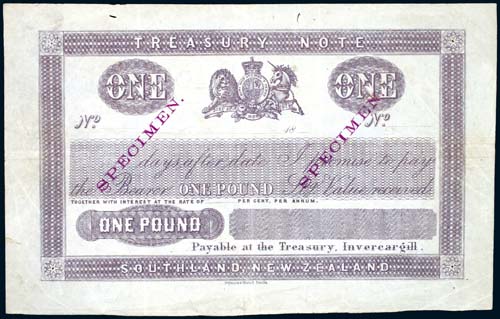 TREASURY NOTE
ONE ONE
SPECIMEN. SPECIMEN.
No 18 No
days after date I promise to pay
the Bearer ONE POUND For Value received.
TOGETHER WITH INTEREST AT THE RATE OF PER CENT, PER ANNUM.
ONE POUND
Payable at the Treasury, Invercargill.
SOUTHLAND, NEW ZEALAND.